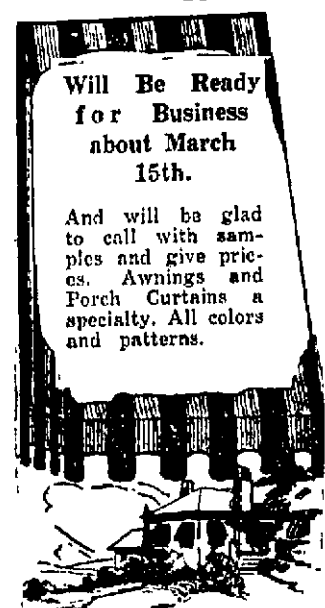 Will Be Ready
for Business
about March
15th.
And will be glad
to call with sam-
ples and give pric-
es. Awnings and
Porch Curtains a
specialty. All colors
and patterns.